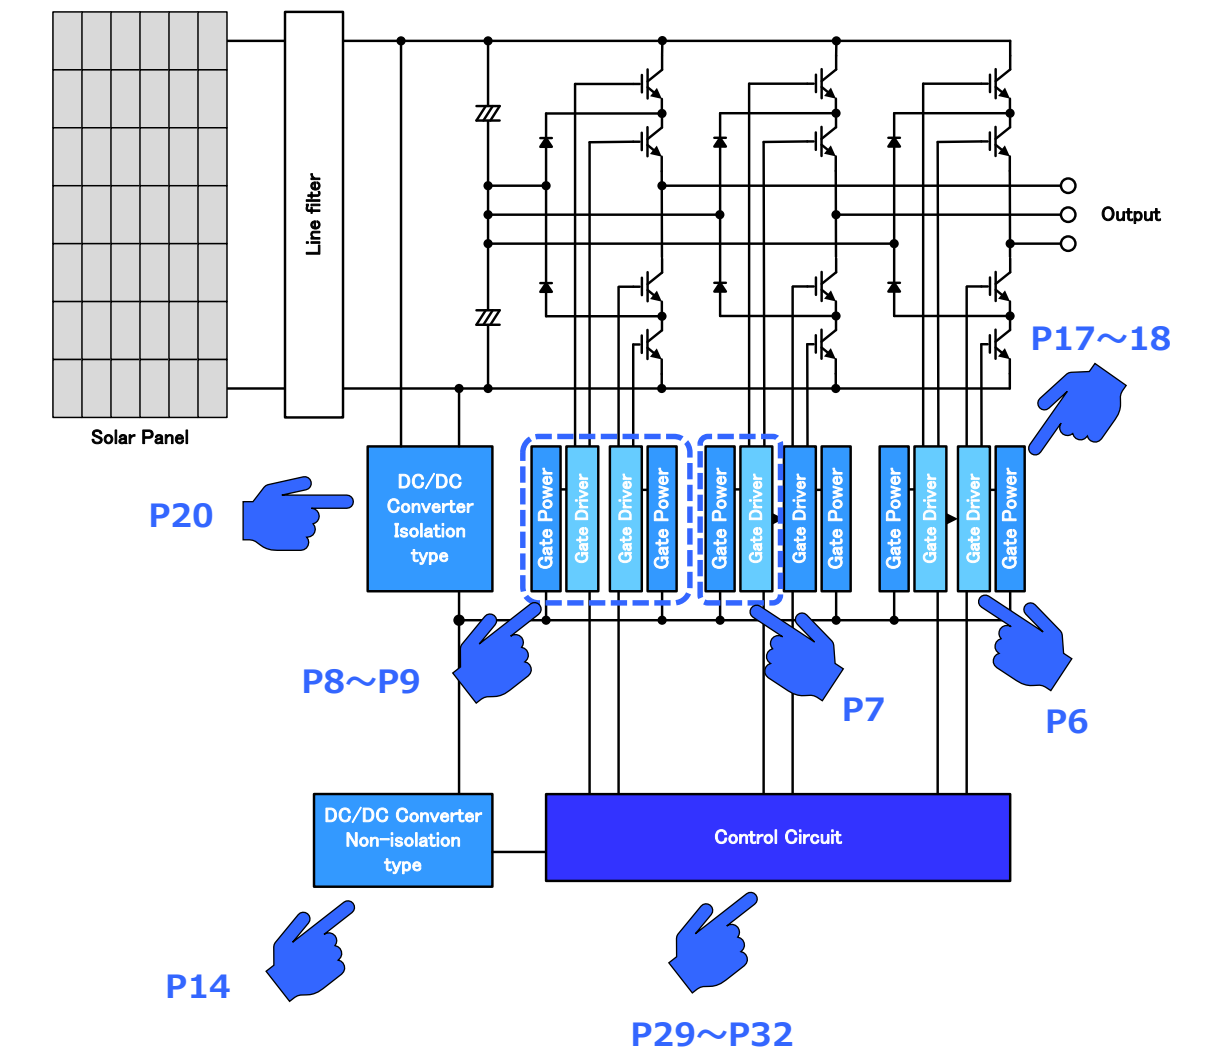 Line filter
Output
P17～18
Solar Panel
P20
DC/DC
Converter
Isolation
type
Gate Power
Gate Driver
Gate Driver
Gate Power
Gate Power
Gate Driver
Gate Driver
Gate Power
Gate Power
Gate Driver
Gate Driver
Gate Power
P8～P9
P7
P6
DC/DC Converter
Non-isolation
type
Control Circuit
P14
P29～P32